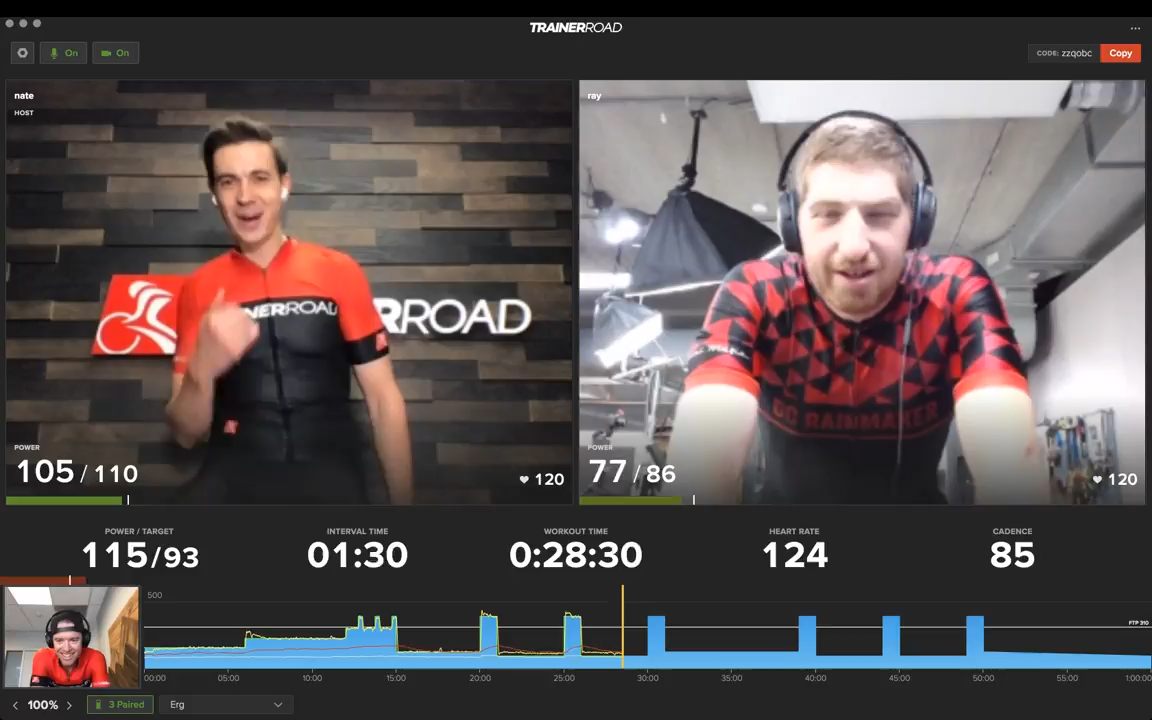 TRAINERROAD
On
On
CODE: zzqobc
Copy
nate
HOST
ray
NERROAD
RROAD
DC RAINMAKER
POWER
105 / 110
120
POWER
77 / 86
120
POWER / TARGET
INTERVAL TIME
WORKOUT TIME
HEART RATE
CADENCE
115/93
01:30
0:28:30
124
85
500
FTP 310
00:00
05:00
10:00
15:00
20:00
25:00
30:00
35:00
40:00
45:00
50:00
55:00
1:00:00
100%
3 Paired
Erg